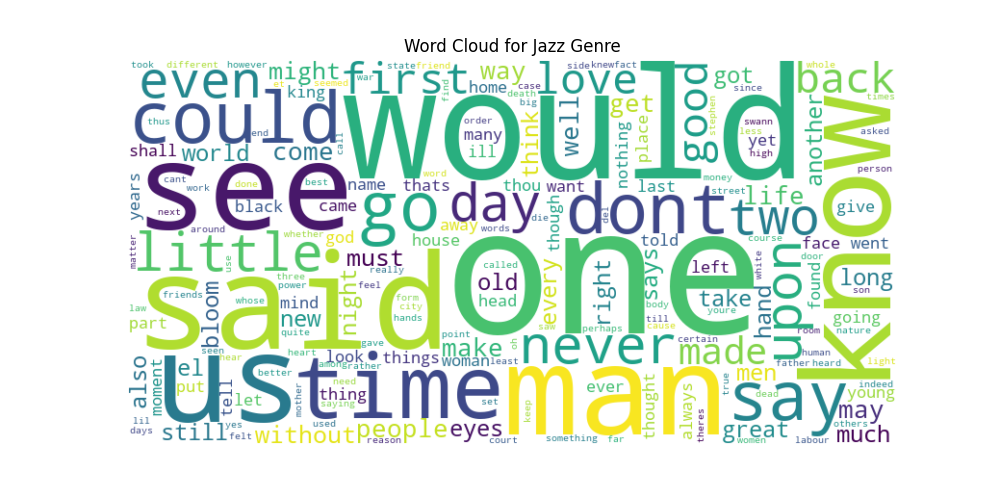 Word Cloud for Jazz Genre
took different however
even might first way love side knew fact got back whole
et seemed state friend war king home case since times
could would find death big get good stephen another asked
thus end call order many ill think well nothing place swann less yet high person
shall world come
see word money know
cant work done best name thats thou want last street life give
years next black came go day though dont two
around away die words del
little whether god house told course face went
matter use must every says door
three really called old left white long
said night feel head right body take hand upon found son
friends power form city youre room going
law whose mind hands till nature
part bloom new point saw perhaps cause certain human
quite gave oh make never made father heard light
seen hear heart look things woman least
also us among rather time man men true indeed
moment el better need ever young
put tell let thing set thought always dead say may
mother saying keep theres great others
lil yes used people eyes
days still felt without reason court something far women labour much